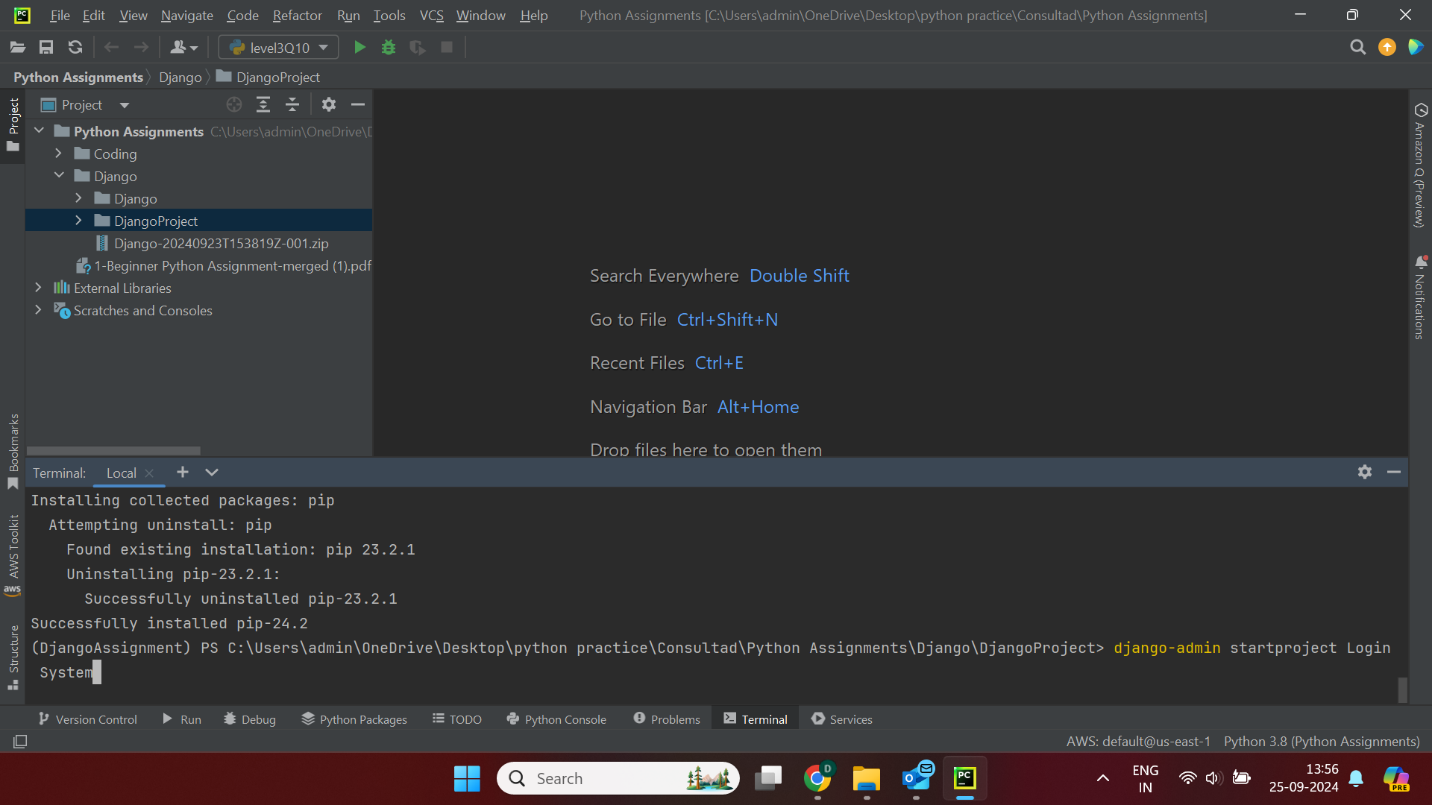 PC File Edit View Navigate Code Refactor Run Tools VCS Window Help Python Assignments [C:\Users\admin\OneDrive\Desktop\python practice\Consultad\Python Assignments]
level3Q10
Python Assignments Django DjangoProject
Project
Project
Python Assignments C:\Users\admin\OneDrive\D
Coding
Django
Django
DjangoProject
Django-20240923T153819Z-001.zip
1-Beginner Python Assignment-merged (1).pdf
External Libraries
Scratches and Consoles
Search Everywhere Double Shift
Go to File Ctrl+Shift+N
Recent Files Ctrl+E
Navigation Bar Alt+Home
Drop files here to open them
Amazon Q (Preview)
Notifications
Bookmarks
AWS Toolkit
aws
Structure
Terminal: Local
Installing collected packages: pip
Attempting uninstall: pip
Found existing installation: pip 23.2.1
Uninstalling pip-23.2.1:
Successfully uninstalled pip-23.2.1
Successfully installed pip-24.2
(DjangoAssignment) PS C:\Users\admin\OneDrive\Desktop\python practice\Consultad\Python Assignments\Django\DjangoProject> django-admin startproject Login
System
Version Control Run Debug Python Packages TODO Python Console Problems Terminal Services
AWS: default@us-east-1 Python 3.8 (Python Assignments)
Search
D
PC
ENG
IN
13:56
25-09-2024
PRE